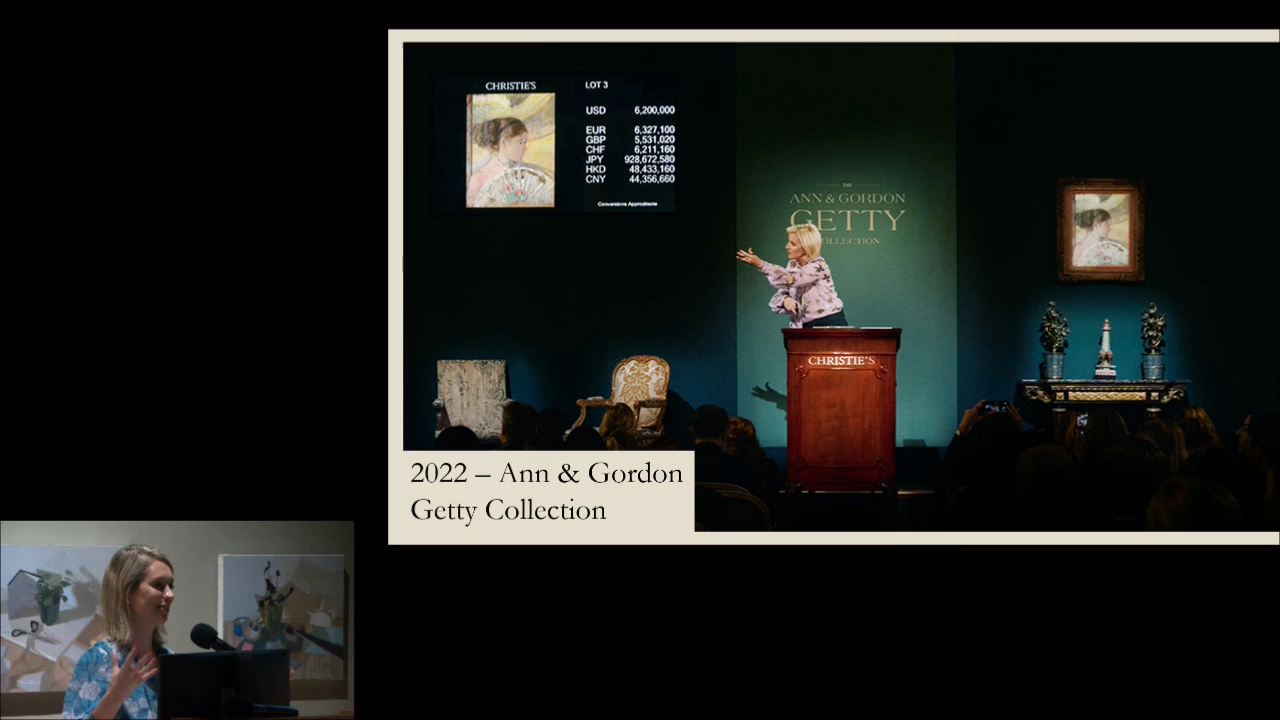 CHRISTIE'S
LOT 3
USD 6,200,000
EUR 6,327,100
GBP 5,531,020
CHF 6,211,160
JPY 928,672,580
HKD 48,433,160
CNY 44,356,660
Conversions Approximate
THE
ANN & GORDON
GETTY
OLLECTION
CHRISTIE'S
2022 – Ann & Gordon
Getty Collection